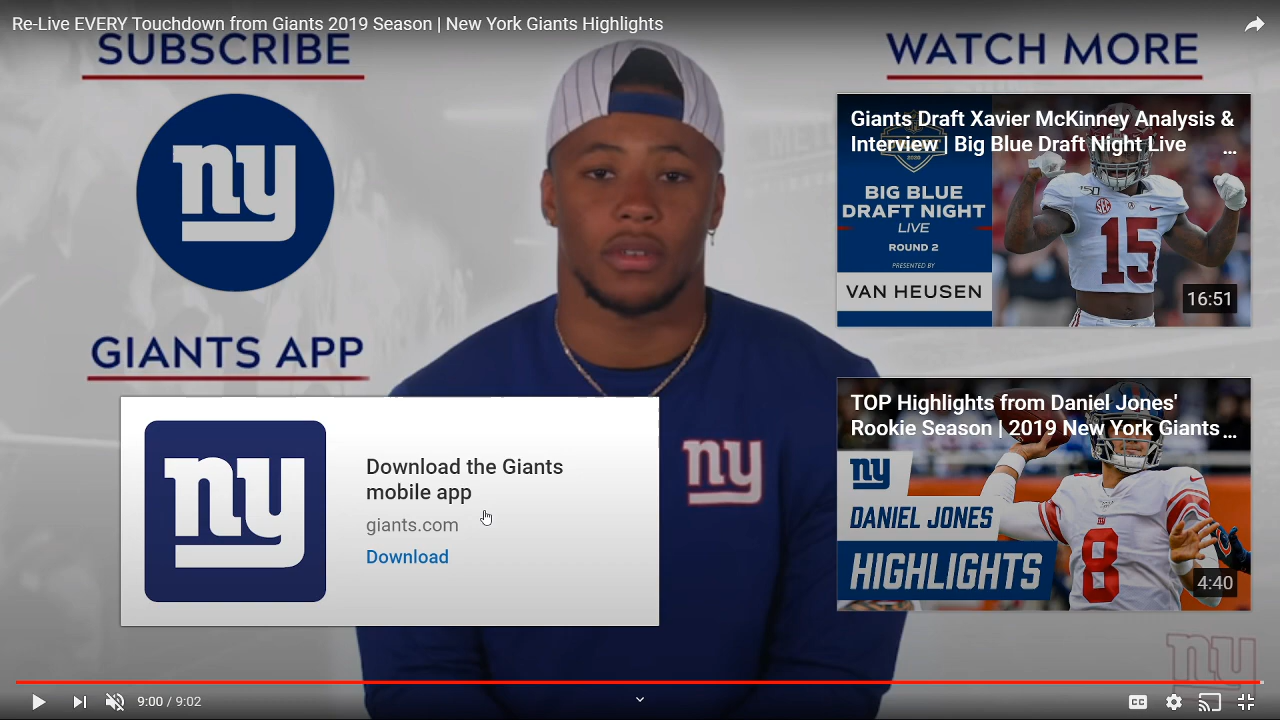 Re-Live EVERY Touchdown from Giants 2019 Season | New York Giants Highlights
SUBSCRIBE
ny
GIANTS APP
ny
Download the Giants
mobile app
giants.com
Download
ny
WATCH MORE
Giants Draft Xavier McKinney Analysis &
Interview | Big Blue Draft Night Live ...
BIG BLUE
DRAFT NIGHT
LIVE
ROUND 2
PRESENTED BY
VAN HEUSEN
SEC
15
16:51
TOP Highlights from Daniel Jones'
Rookie Season | 2019 New York Giants...
ny
DANIEL JONES
HIGHLIGHTS
8
4:40
ny
9:00 / 9:02
CC